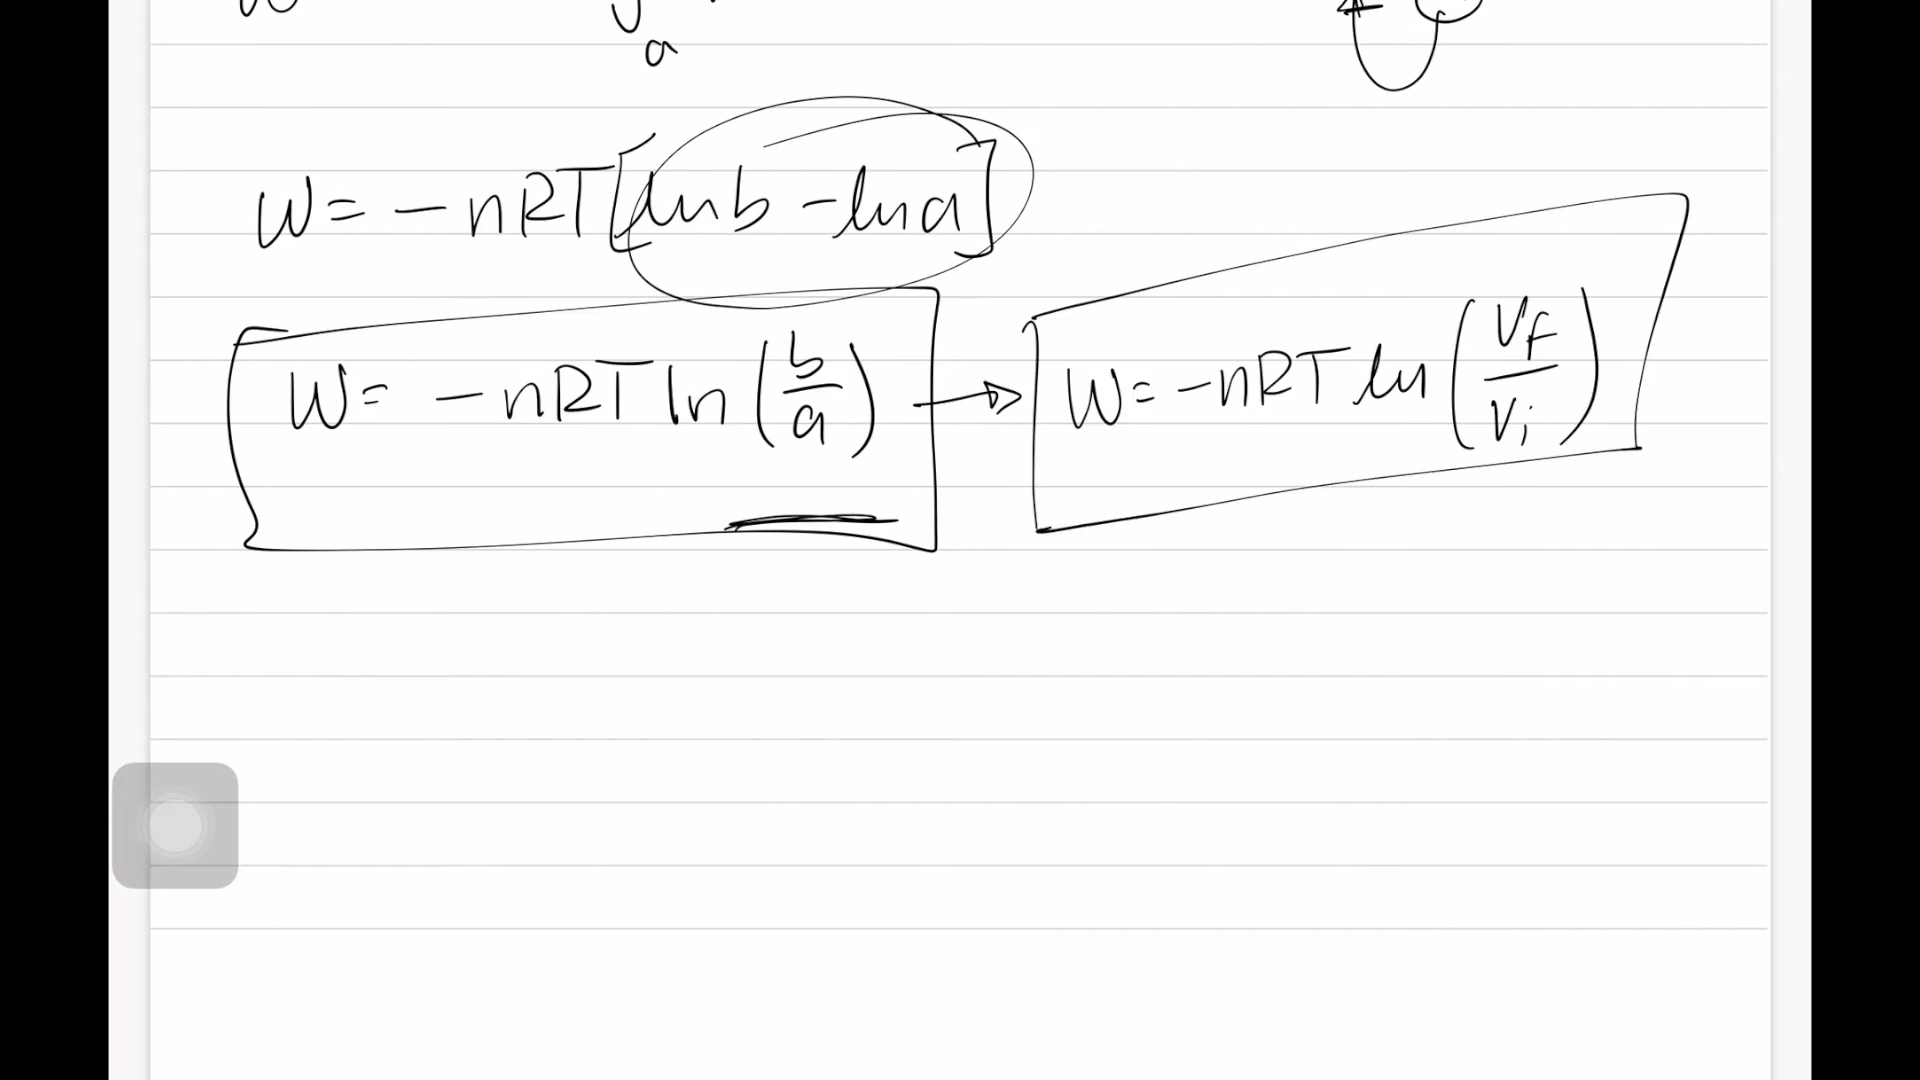 a
W = -nRT[ln b - ln a]
W = -nRT ln(b/a) → W = -nRT ln(Vf/Vi)